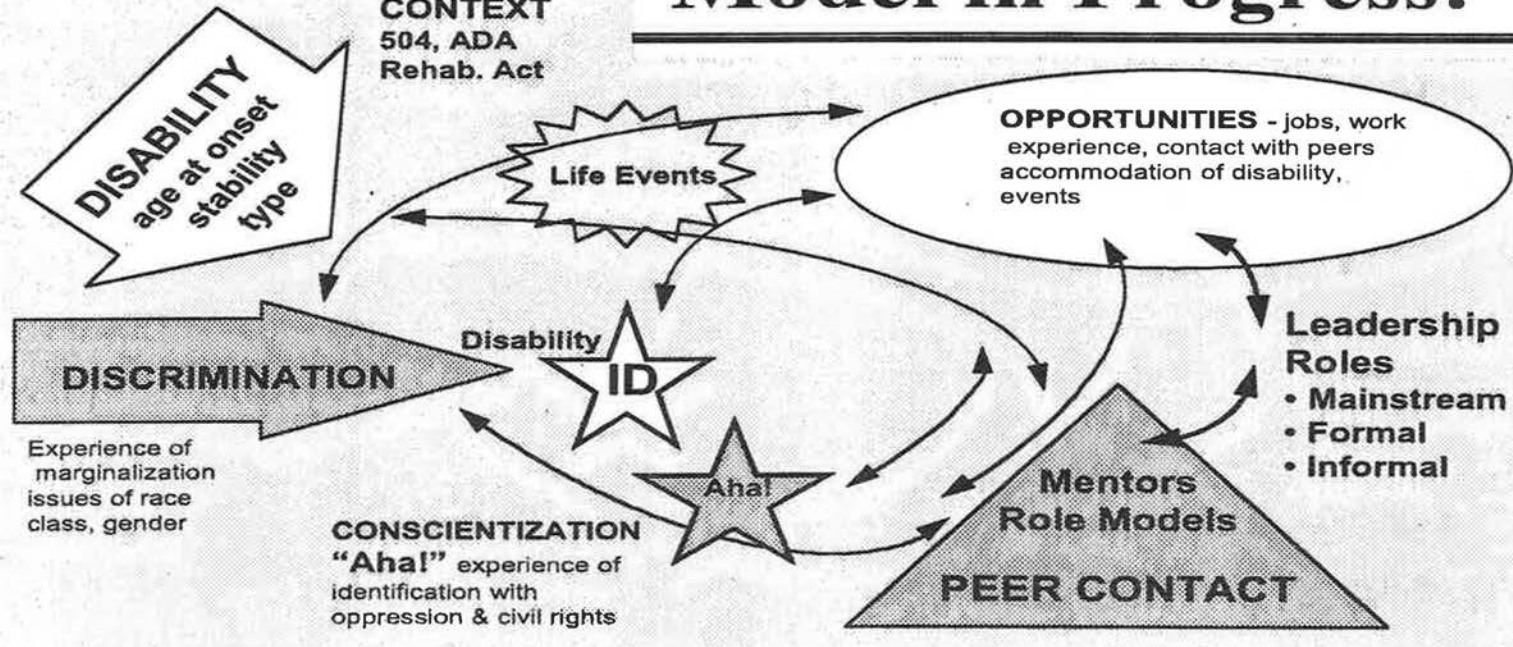 Model in Progress:
CONTEXT
504, ADA
Rehab. Act
DISABILITY
age at onset
stability
type
Life Events
OPPORTUNITIES - jobs, work
experience, contact with peers
accommodation of disability,
events
DISCRIMINATION
Experience of
marginalization
issues of race
class, gender
Disability
ID
Aha!
CONSCIENTIZATION
“Aha!” experience of
identification with
oppression & civil rights
Leadership
Roles
• Mainstream
• Formal
• Informal
Mentors
Role Models
PEER CONTACT